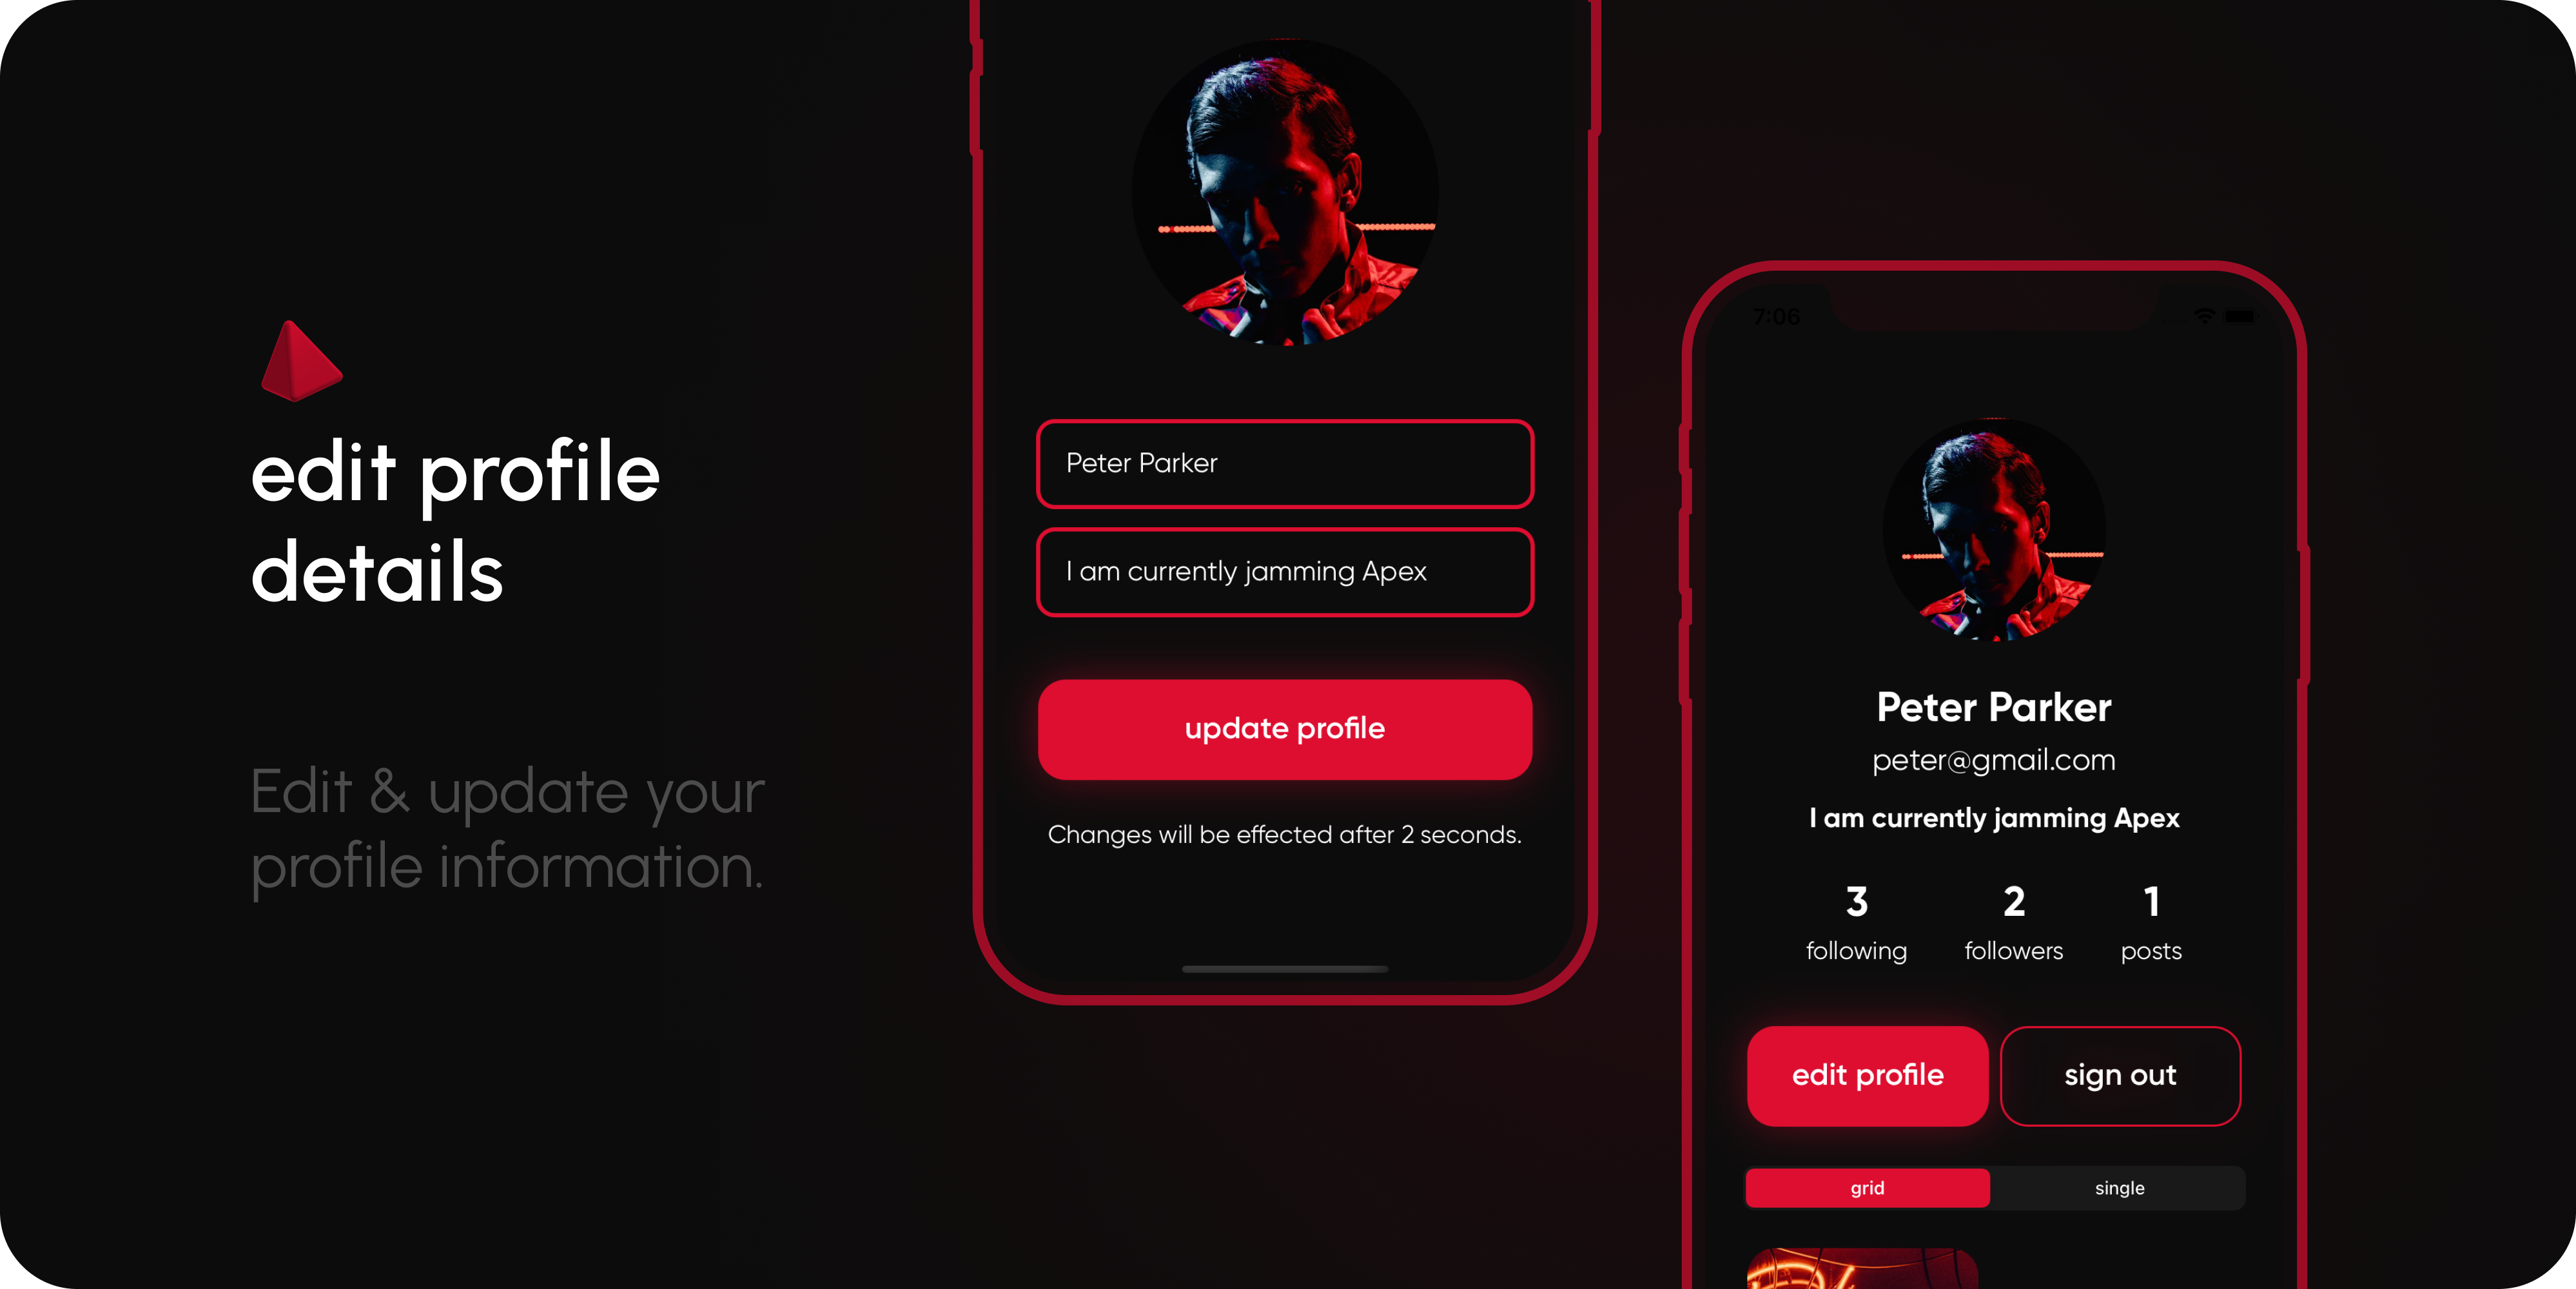 edit profile
details
Edit & update your
profile information.
Peter Parker
I am currently jamming Apex
update profile
Changes will be effected after 2 seconds.
7:06
Peter Parker
peter@gmail.com
I am currently jamming Apex
3 2 1
following followers posts
edit profile sign out
grid single